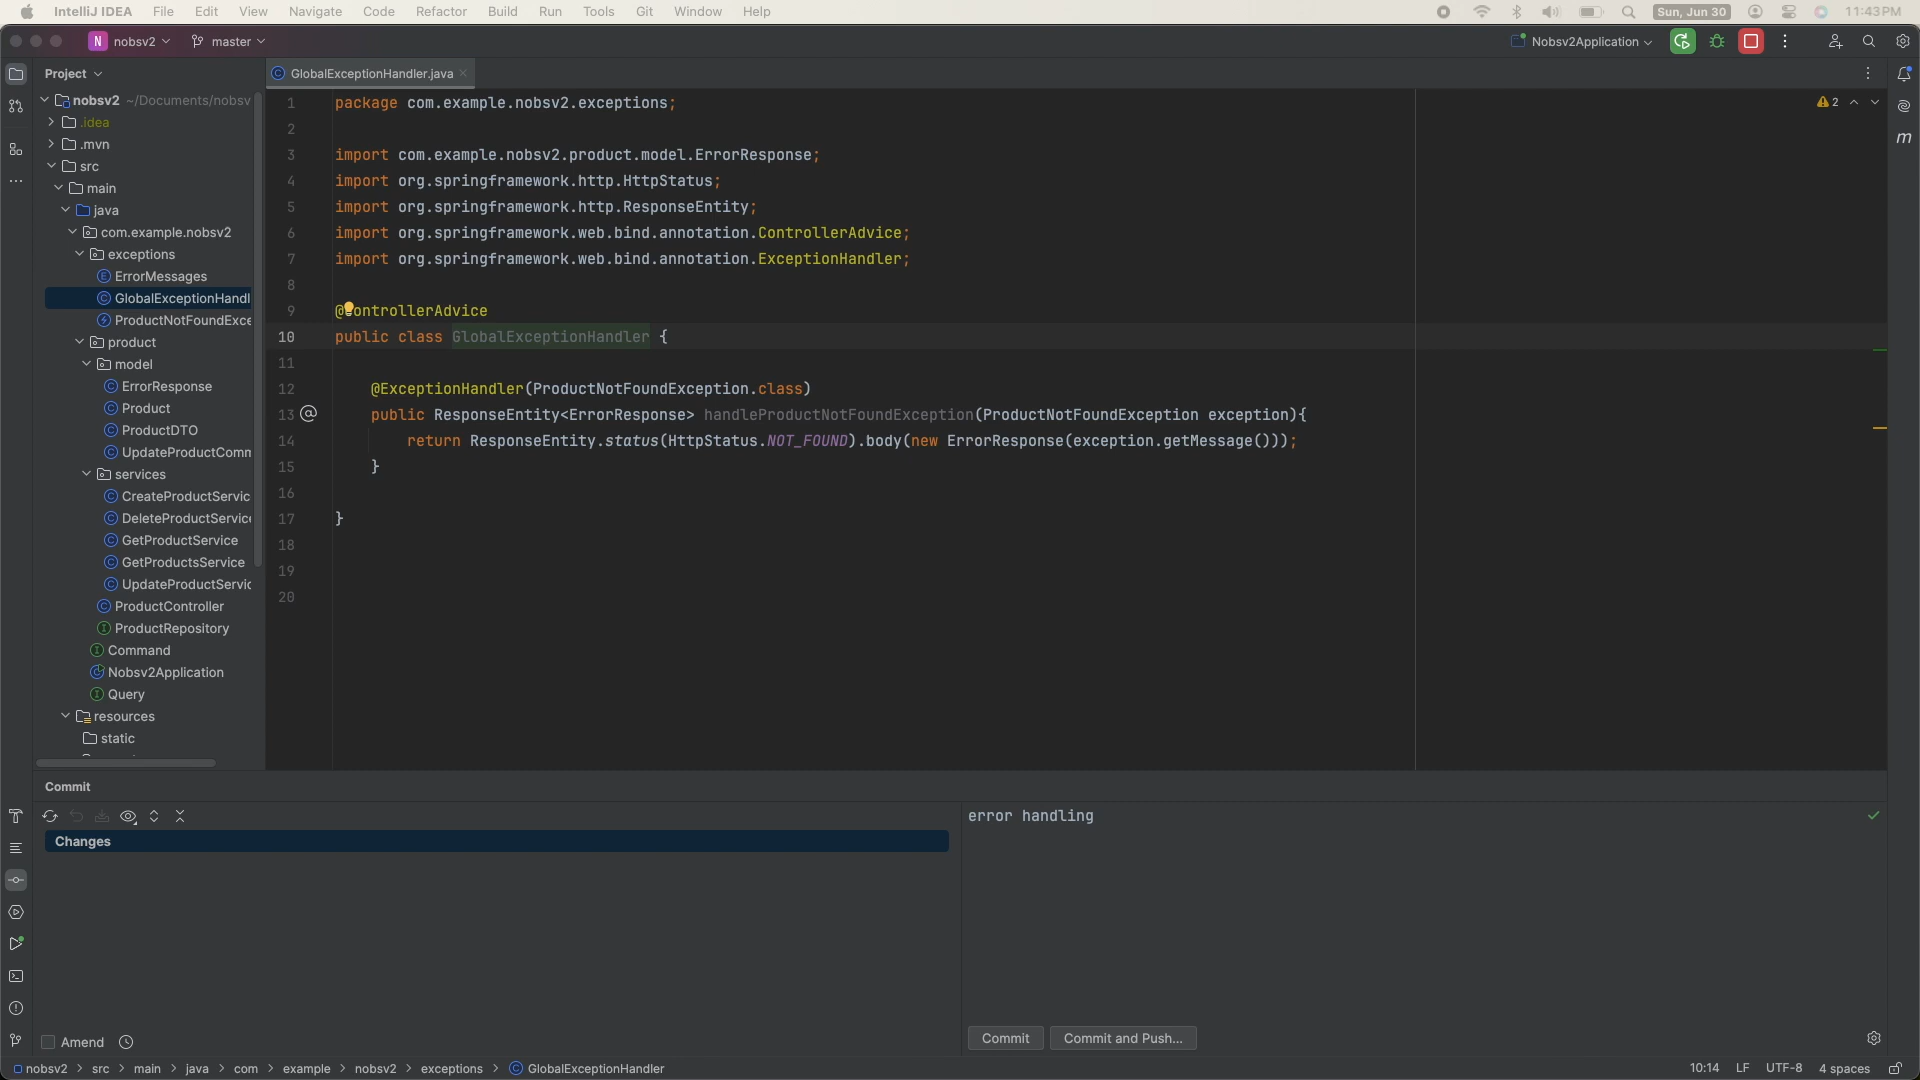 IntelliJ IDEA File Edit View Navigate Code Refactor Build Run Tools Git Window Help Sun, Jun 30 11:43PM
N nobsv2 master Nobsv2Application
Project
GlobalExceptionHandler.java
nobsv2 ~/Documents/nobsv
.idea
.mvn
src
main
java
com.example.nobsv2
exceptions
ErrorMessages
GlobalExceptionHandl
ProductNotFoundExce
product
model
ErrorResponse
Product
ProductDTO
UpdateProductComm
services
CreateProductServic
DeleteProductService
GetProductService
GetProductsService
UpdateProductServic
ProductController
ProductRepository
Command
Nobsv2Application
Query
resources
static
1 package com.example.nobsv2.exceptions;
2
3 import com.example.nobsv2.product.model.ErrorResponse;
4 import org.springframework.http.HttpStatus;
5 import org.springframework.http.ResponseEntity;
6 import org.springframework.web.bind.annotation.ControllerAdvice;
7 import org.springframework.web.bind.annotation.ExceptionHandler;
8
9 @ControllerAdvice
10 public class GlobalExceptionHandler {
11
12 @ExceptionHandler(ProductNotFoundException.class)
13 public ResponseEntity<ErrorResponse> handleProductNotFoundException(ProductNotFoundException exception){
14 return ResponseEntity.status(HttpStatus.NOT_FOUND).body(new ErrorResponse(exception.getMessage()));
15 }
16
17 }
18
19
20
2
m
Commit
Changes
error handling
Amend
Commit Commit and Push...
nobsv2 > src > main > java > com > example > nobsv2 > exceptions > GlobalExceptionHandler 10:14 LF UTF-8 4 spaces